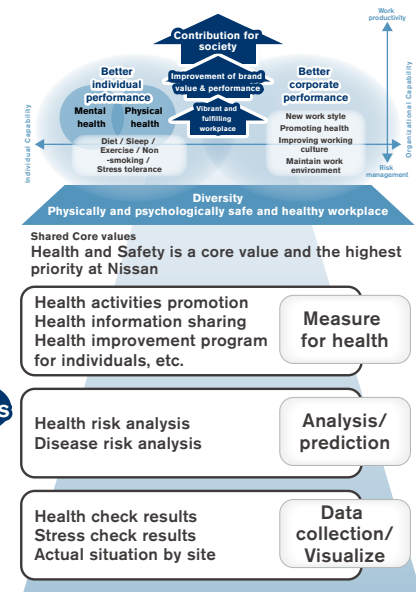 Contribution for
society
Work
productivity
Better
individual
performance
Improvement of brand
value & performance
Better
corporate
performance
Mental
health
Physical
health
Vibrant and
fulfilling
workplace
New work style
Promoting health
Improving working
culture
Maintain work
environment
Diet / Sleep /
Exercise / Non
-smoking /
Stress tolerance
Individual Capability
Organizational Capability
Risk
management
Diversity
Physically and psychologically safe and healthy workplace
Shared Core values
Health and Safety is a core value and the highest
priority at Nissan
Health activities promotion
Health information sharing
Health improvement program
for individuals, etc.
Measure
for health
s
Health risk analysis
Disease risk analysis
Analysis/
prediction
Health check results
Stress check results
Actual situation by site
Data
collection/
Visualize